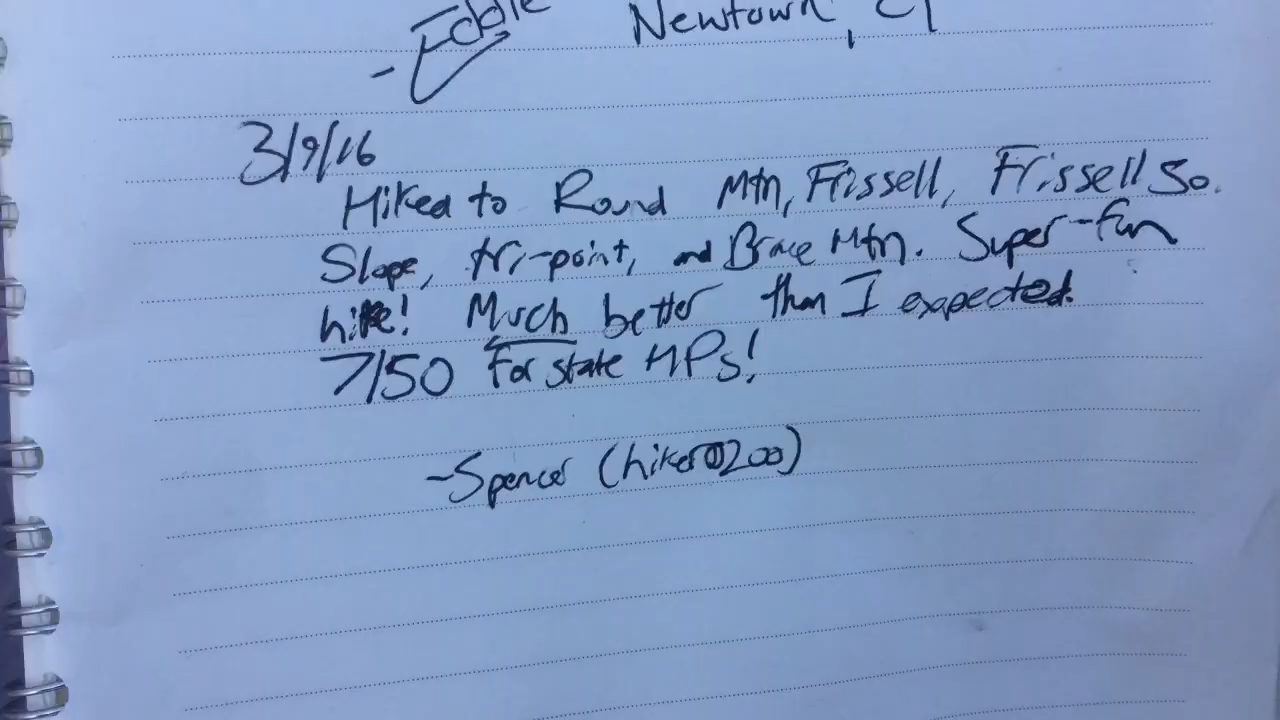 -Eddie Newtown, CT
3/9/16
Hiked to Round Mtn, Frissell, Frissell So.
Slope, tri-point, and Brace Mtn. Super-fun
hike! Much better than I expected.
7/50 for state HPs!
-Spencer (hiker0200)